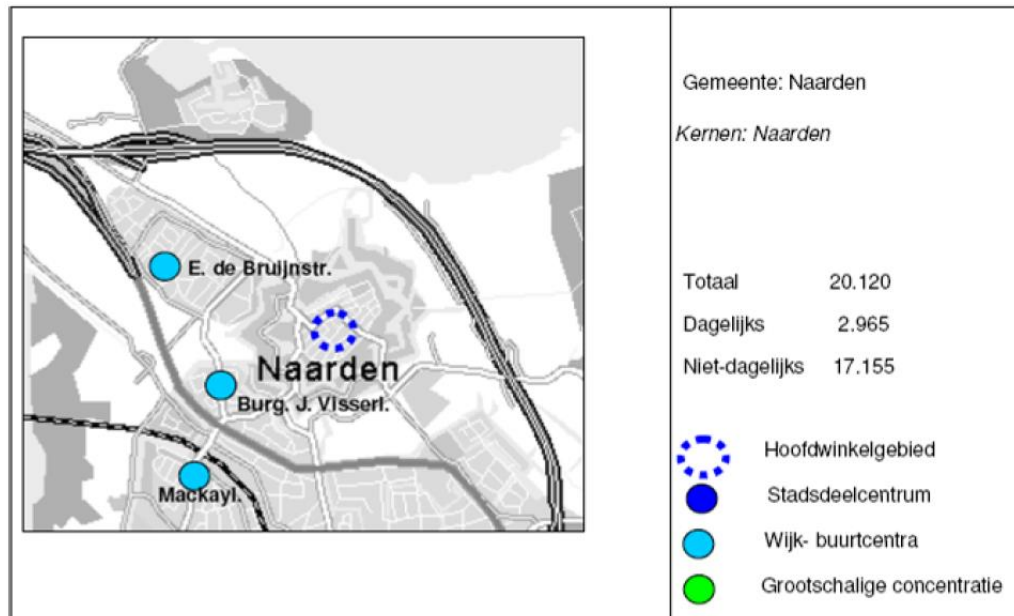 E. de Bruijnstr.
Naarden
Burg. J. Visserl.
Mackayl.
Gemeente: Naarden
Kernen: Naarden
Totaal 20.120
Dagelijks 2.965
Niet-dagelijks 17.155
Hoofdwinkelgebied
Stadsdeelcentrum
Wijk- buurtcentra
Grootschalige concentratie